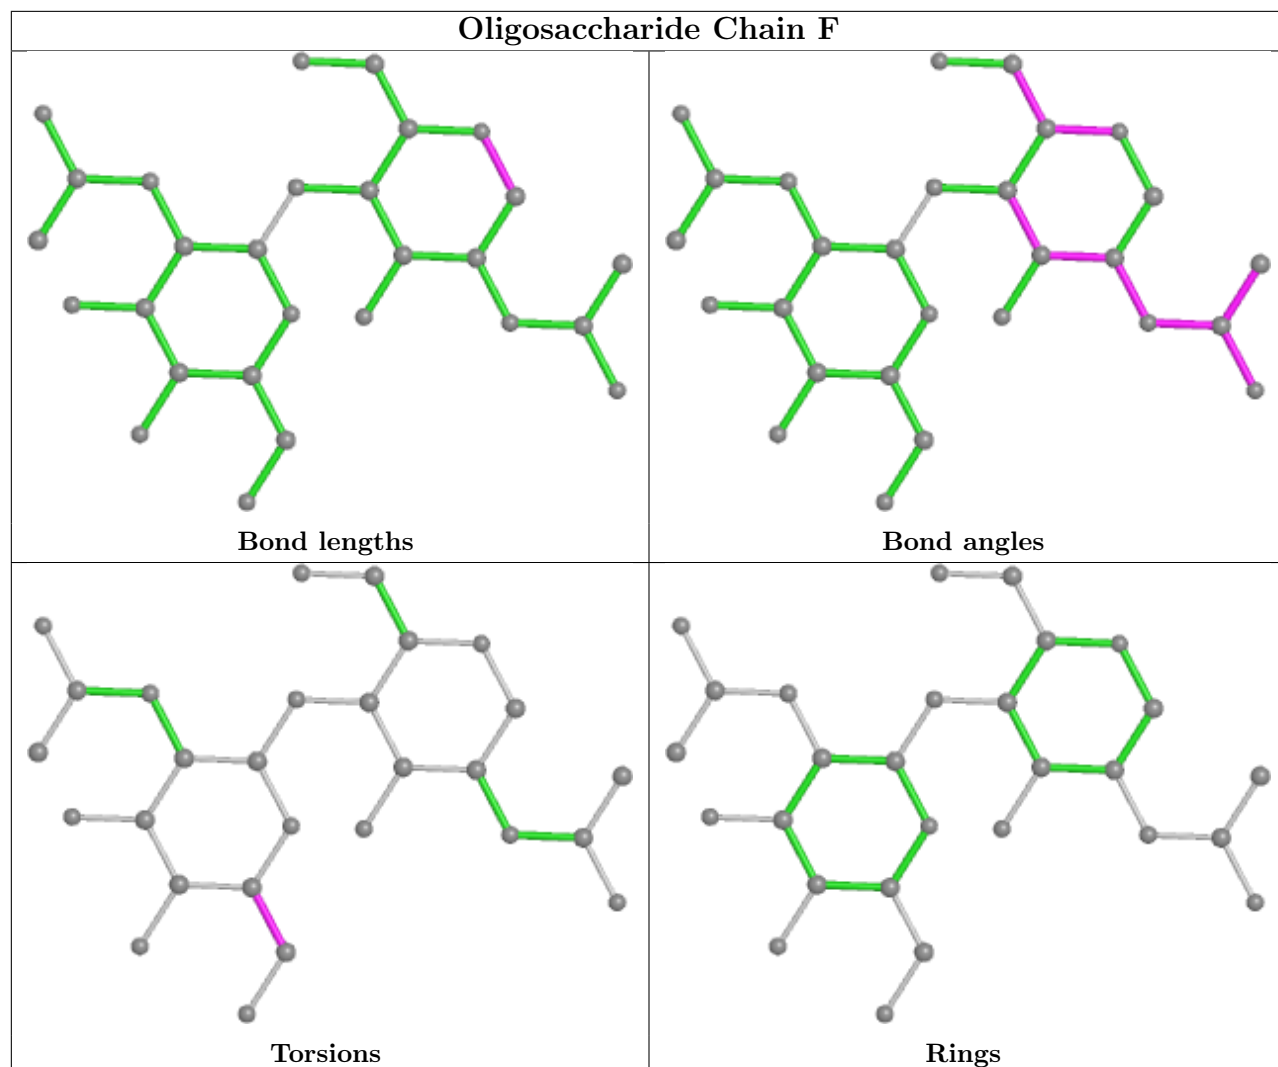 Oligosaccharide Chain F
Bond lengths
Bond angles
Torsions
Rings